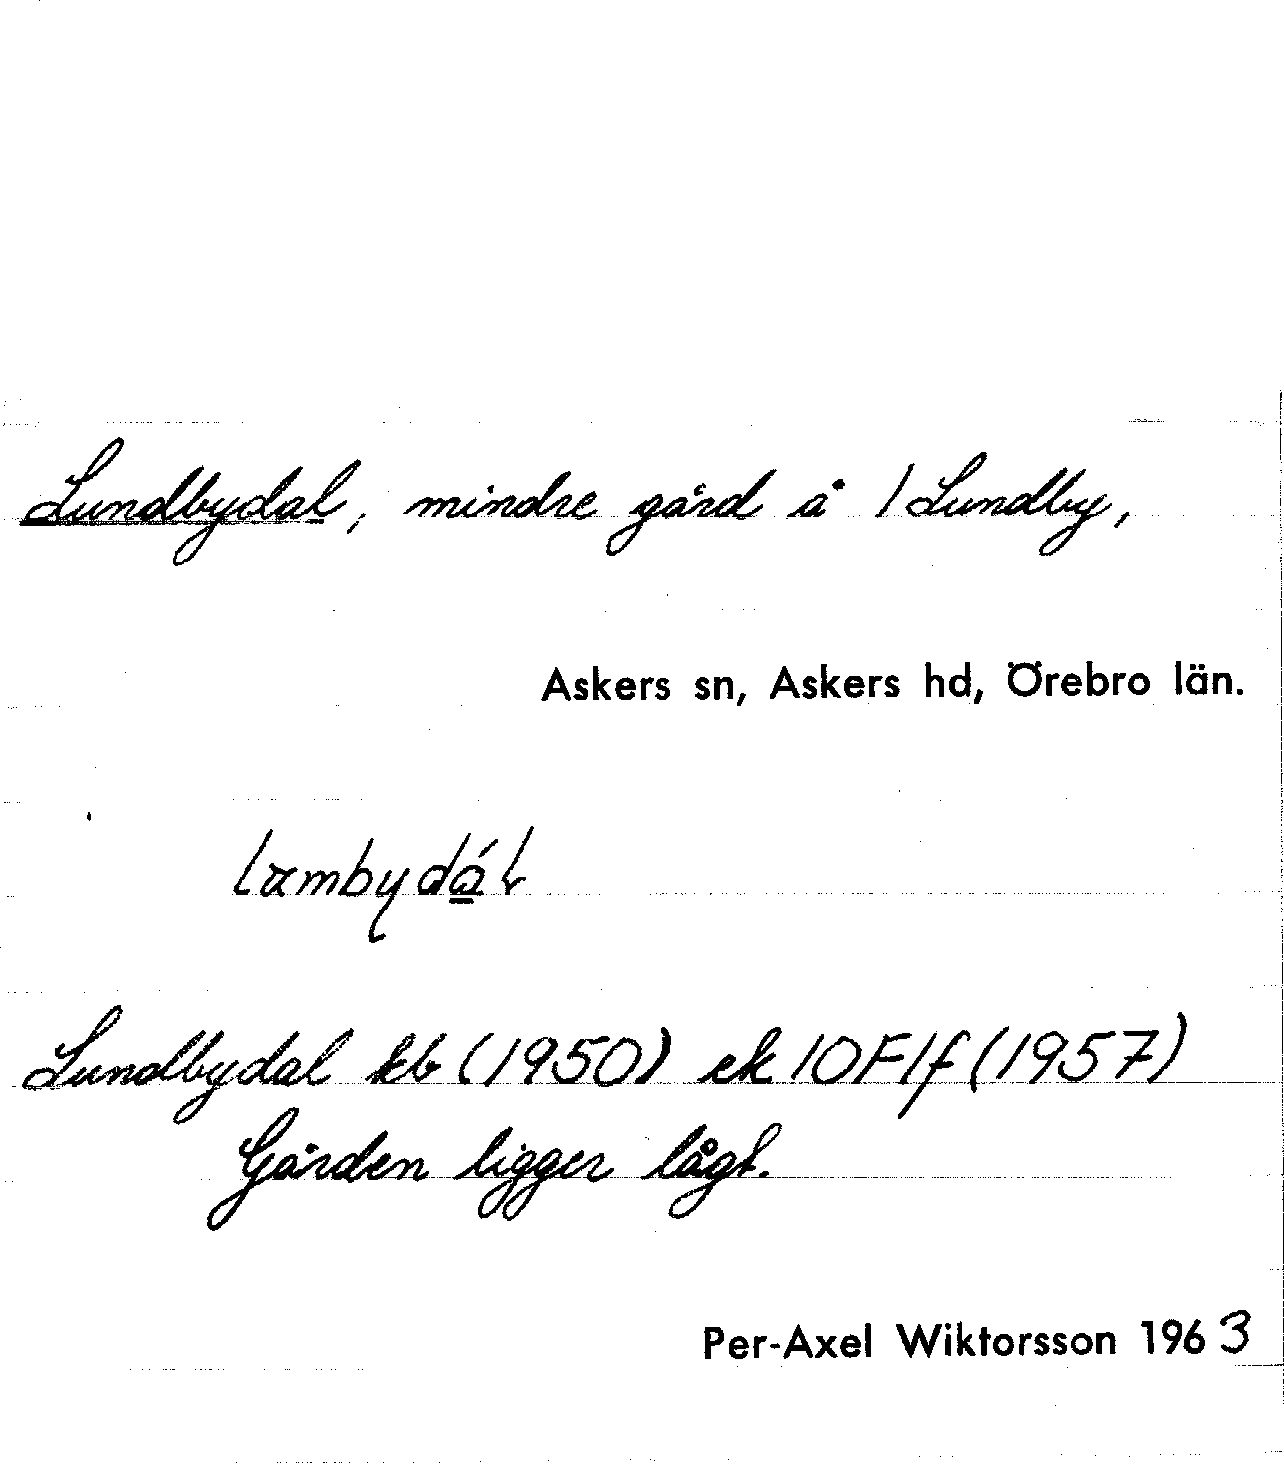 Lundbydal, mindre gård å 1 Lundby,
Askers sn, Askers hd, Örebro län.
Lundbydal kb (1950) ek 10F1f (1957)
Gården ligger lågt.
Per-Axel Wiktorsson 1963